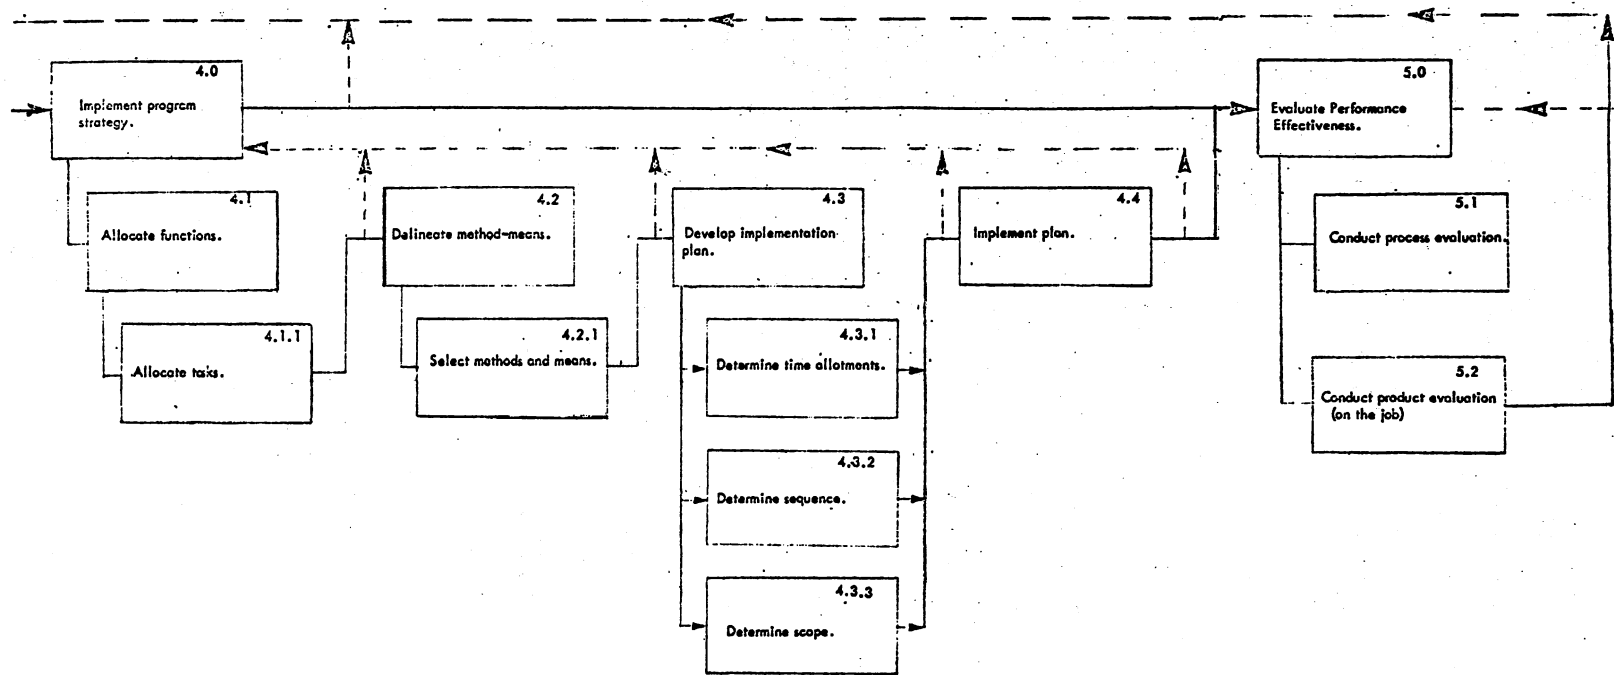 4.0
Implement program
strategy.
5.0
Evaluate Performance
Effectiveness.
4.1
Allocate functions.
4.2
Delineate method-means.
4.3
Develop implementation
plan.
4.4
Implement plan.
5.1
Conduct process evaluation.
4.1.1
Allocate tasks.
4.2.1
Select methods and means.
4.3.1
Determine time allotments.
5.2
Conduct product evaluation
(on the job)
4.3.2
Determine sequence.
4.3.3
Determine scope.